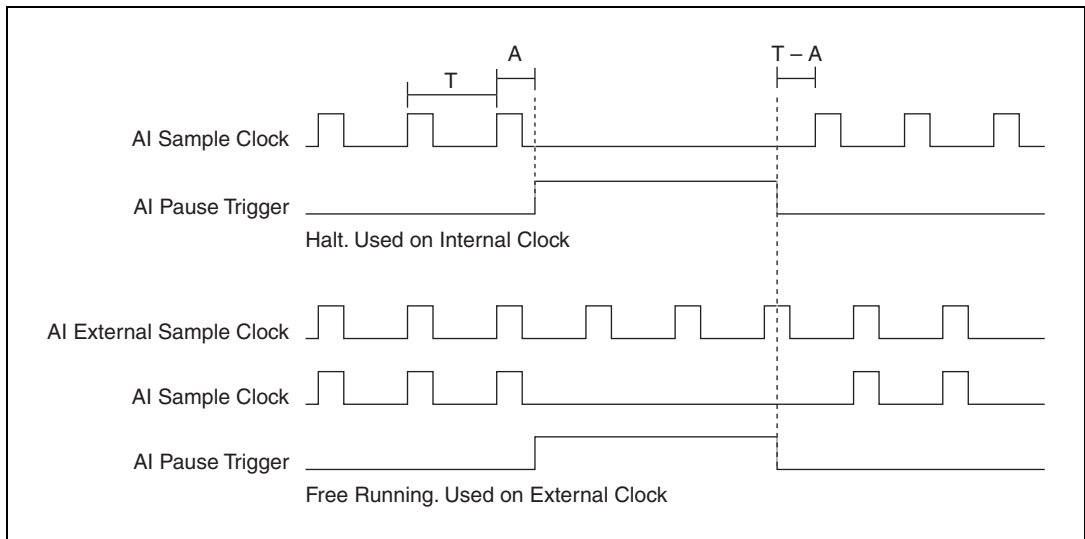 A
T – A
T
AI Sample Clock
AI Pause Trigger
Halt. Used on Internal Clock
AI External Sample Clock
AI Sample Clock
AI Pause Trigger
Free Running. Used on External Clock